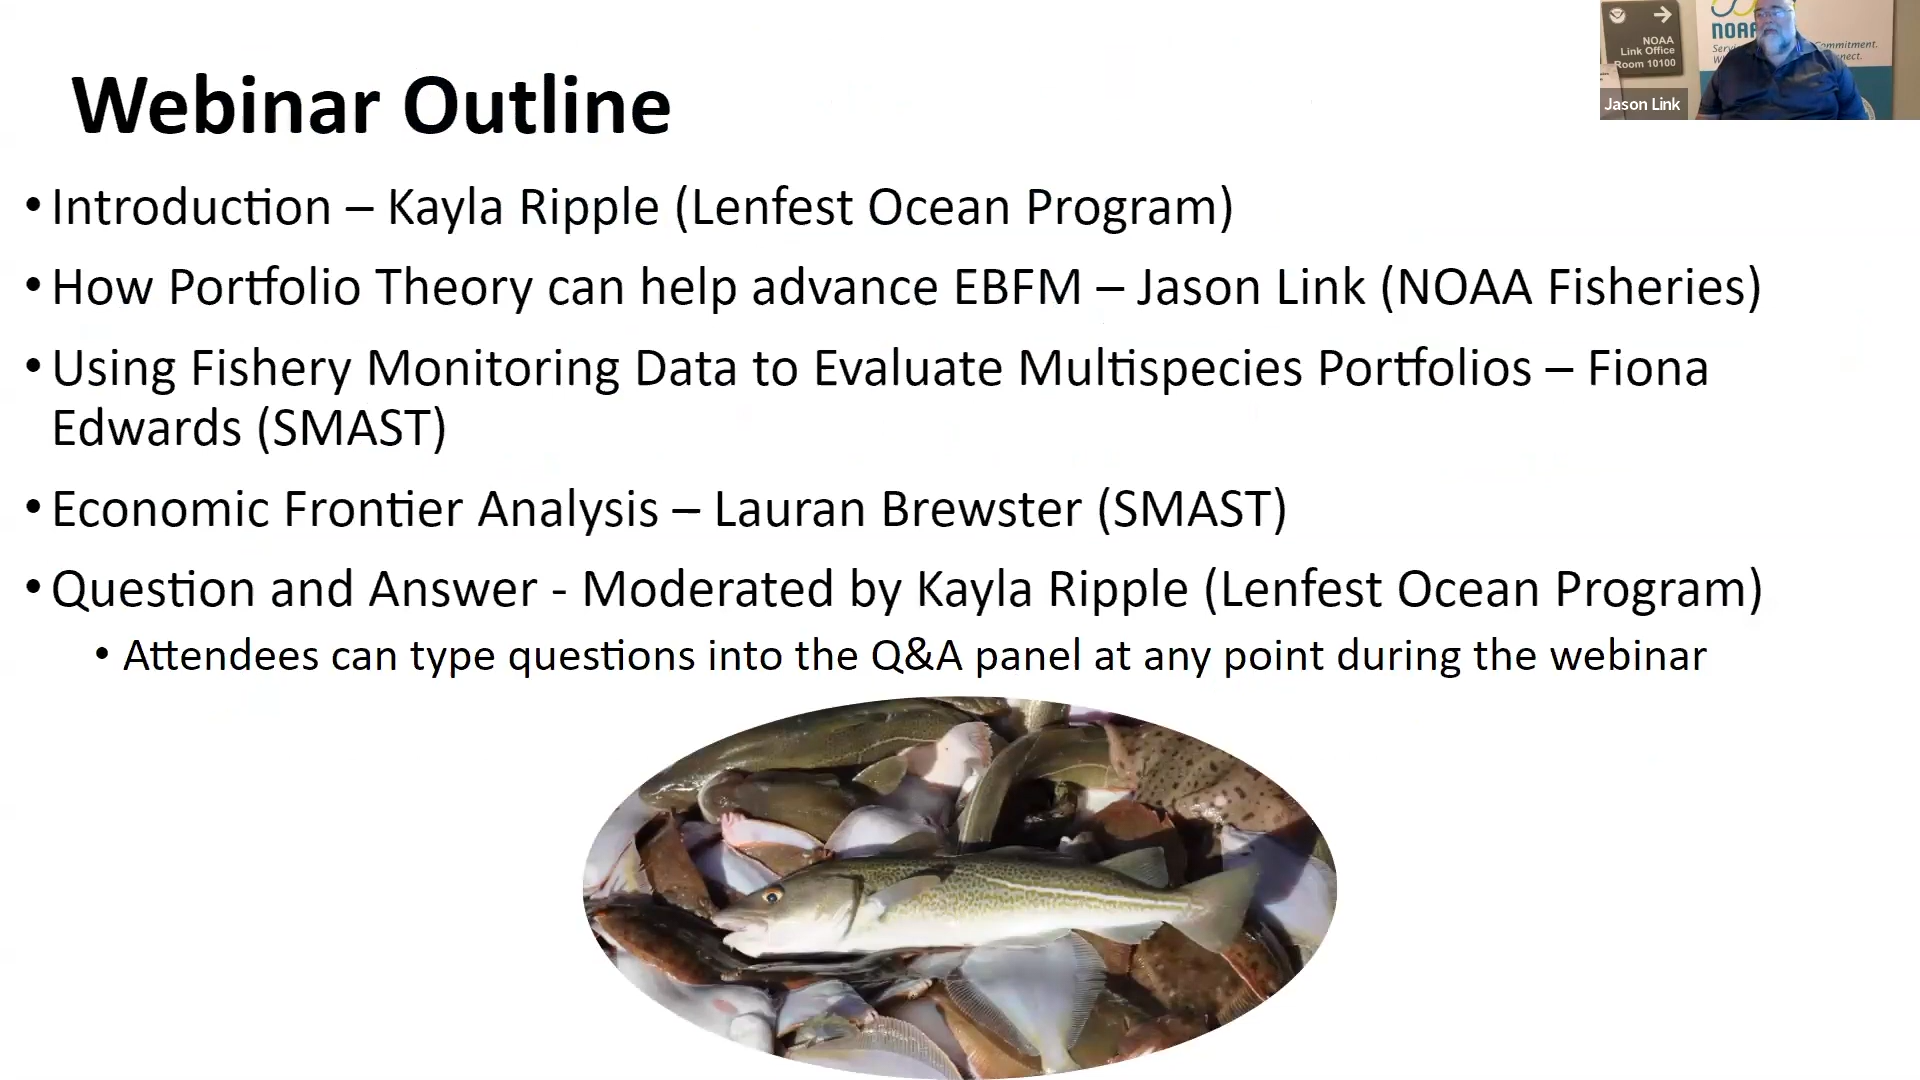 Webinar Outline
• Introduction – Kayla Ripple (Lenfest Ocean Program)
• How Portfolio Theory can help advance EBFM – Jason Link (NOAA Fisheries)
• Using Fishery Monitoring Data to Evaluate Multispecies Portfolios – Fiona
Edwards (SMAST)
• Economic Frontier Analysis – Lauran Brewster (SMAST)
• Question and Answer - Moderated by Kayla Ripple (Lenfest Ocean Program)
• Attendees can type questions into the Q&A panel at any point during the webinar
NOAA
Link Office
Room 10100
Commitment.
Jason Link